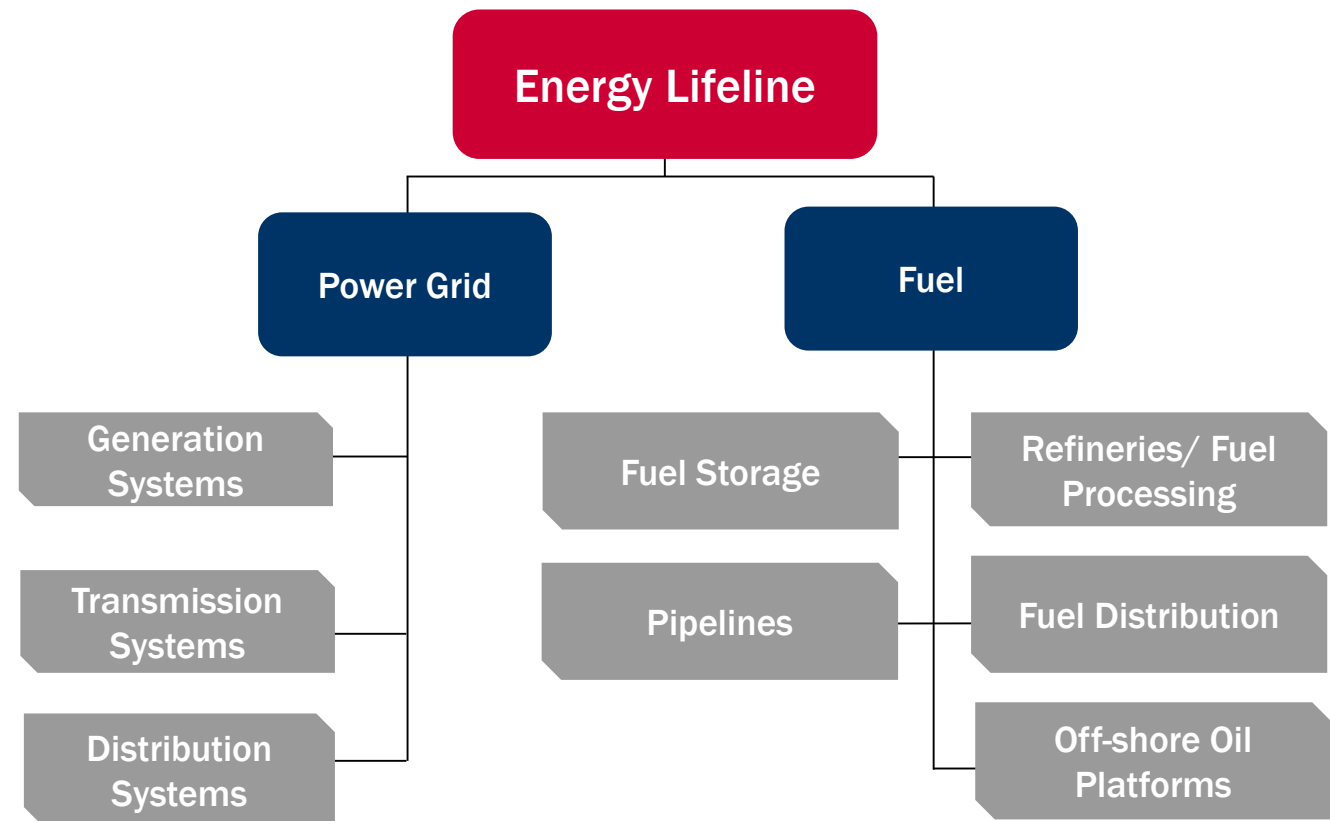 Energy Lifeline
Power Grid
Fuel
Generation
Systems
Transmission
Systems
Distribution
Systems
Fuel Storage
Pipelines
Refineries/ Fuel
Processing
Fuel Distribution
Off-shore Oil
Platforms